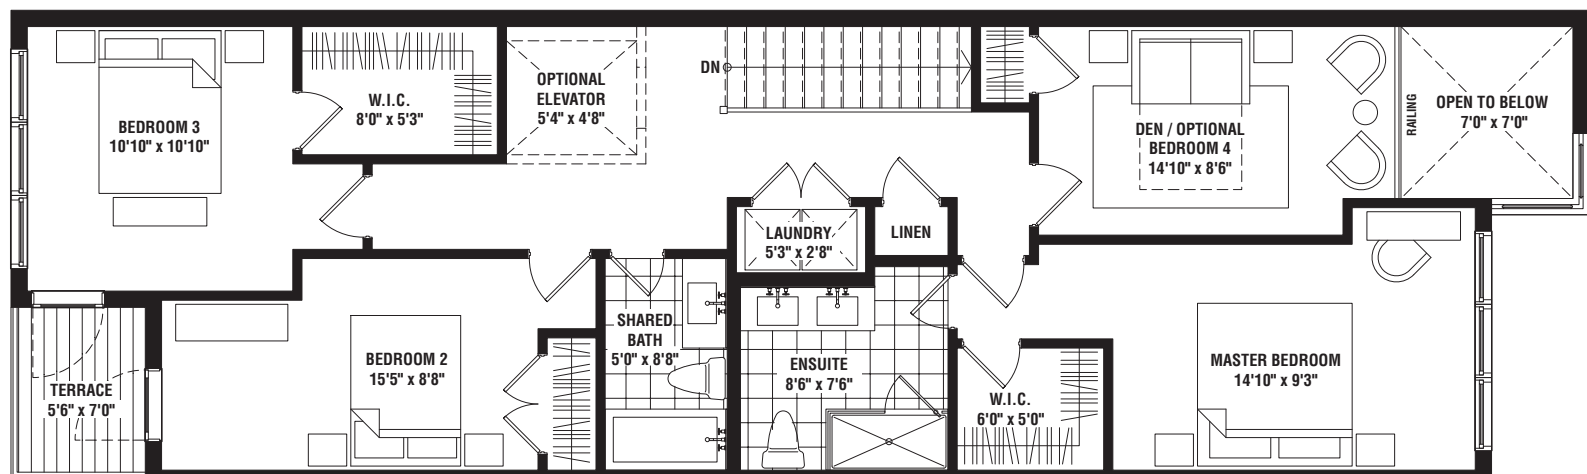 BEDROOM 3
10'10" x 10'10"
W.I.C.
8'0" x 5'3"
OPTIONAL
ELEVATOR
5'4" x 4'8"
DN
DEN / OPTIONAL
BEDROOM 4
14'10" x 8'6"
RAILING
OPEN TO BELOW
7'0" x 7'0"
LAUNDRY
5'3" x 2'8"
LINEN
TERRACE
5'6" x 7'0"
BEDROOM 2
15'5" x 8'8"
SHARED
BATH
5'0" x 8'8"
ENSUITE
8'6" x 7'6"
W.I.C.
6'0" x 5'0"
MASTER BEDROOM
14'10" x 9'3"